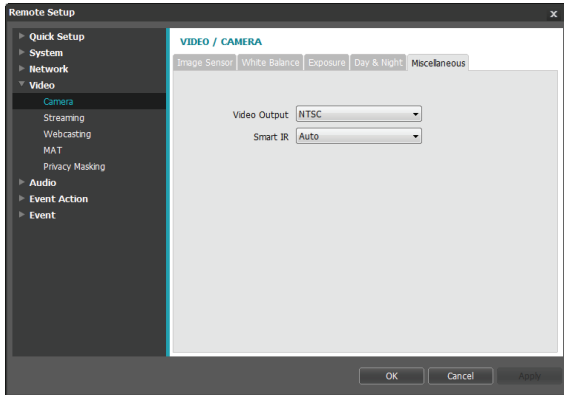 Remote Setup x
Quick Setup
System
Network
Video
Camera
Streaming
Webcasting
MAT
Privacy Masking
Audio
Event Action
Event
VIDEO / CAMERA
Image Sensor White Balance Exposure Day & Night Miscellaneous
Video Output NTSC
Smart IR Auto
OK Cancel Apply